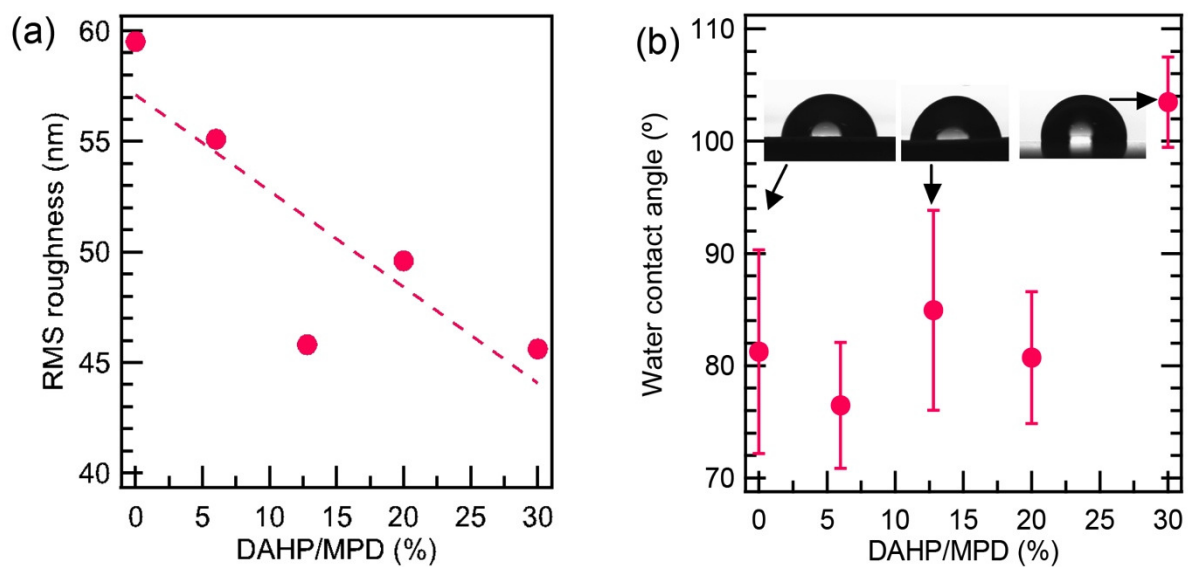 (a)
60
55
50
45
40
RMS roughness (nm)
0 5 10 15 20 25 30
DAHP/MPD (%)
(b)
110
100
90
80
70
Water contact angle (º)
0 5 10 15 20 25 30
DAHP/MPD (%)